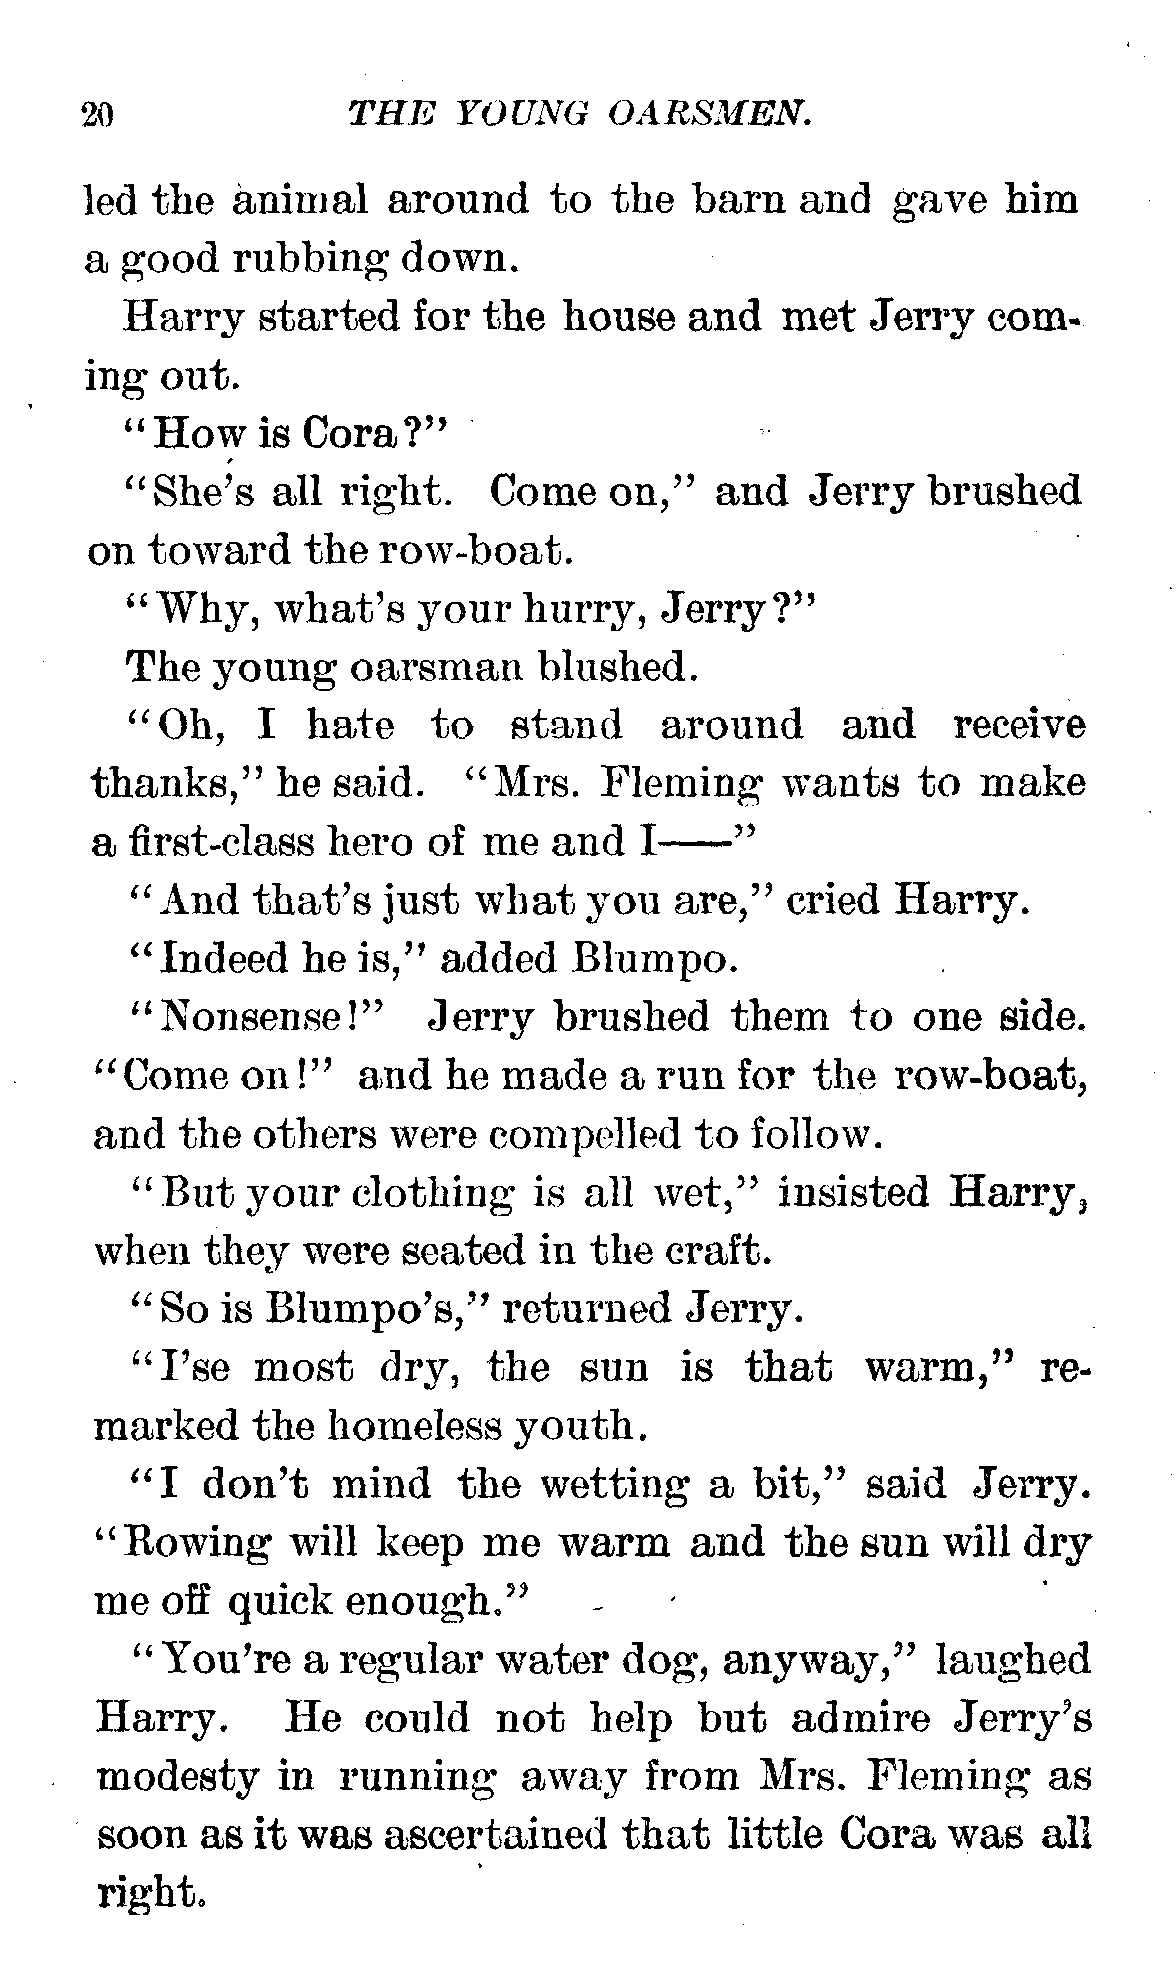 20 THE YOUNG OARSMEN.
led the animal around to the barn and gave him
a good rubbing down.
Harry started for the house and met Jerry com-
ing out.
"How is Cora?"
"She's all right. Come on," and Jerry brushed
on toward the row-boat.
"Why, what's your hurry, Jerry?"
The young oarsman blushed.
"Oh, I hate to stand around and receive
thanks," he said. "Mrs. Fleming wants to make
a first-class hero of me and I——"
"And that's just what you are," cried Harry.
"Indeed he is," added Blumpo.
"Nonsense!" Jerry brushed them to one side.
"Come on!" and he made a run for the row-boat,
and the others were compelled to follow.
"But your clothing is all wet," insisted Harry,
when they were seated in the craft.
"So is Blumpo's," returned Jerry.
"I'se most dry, the sun is that warm," re-
marked the homeless youth.
"I don't mind the wetting a bit," said Jerry.
"Rowing will keep me warm and the sun will dry
me off quick enough."
"You're a regular water dog, anyway," laughed
Harry. He could not help but admire Jerry's
modesty in running away from Mrs. Fleming as
soon as it was ascertained that little Cora was all
right.